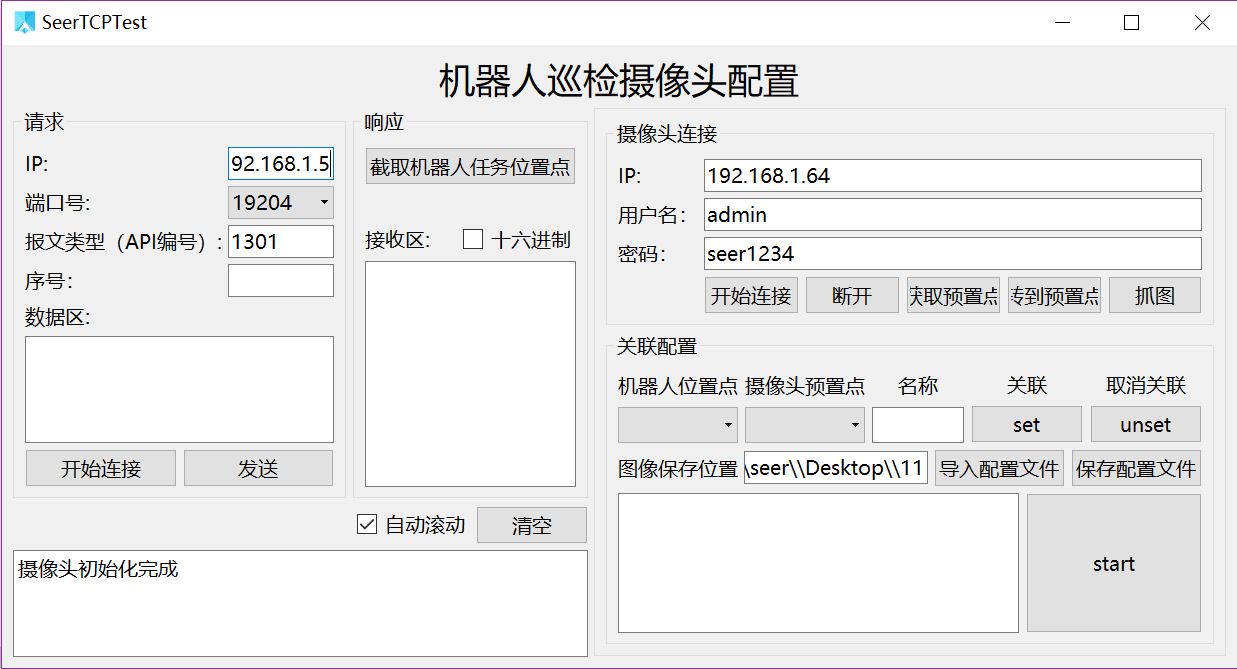 SeerTCPTest
机器人巡检摄像头配置
请求
IP:
92.168.1.5
端口号:
19204
报文类型（API编号）:
1301
序号:
数据区:
开始连接
发送
响应
截取机器人任务位置点
接收区:
十六进制
自动滚动
清空
摄像头初始化完成
摄像头连接
IP:
192.168.1.64
用户名:
admin
密码:
seer1234
开始连接
断开
获取预置点
转到预置点
抓图
关联配置
机器人位置点
摄像头预置点
名称
关联
取消关联
set
unset
图像保存位置
\seer\\Desktop\\11
导入配置文件
保存配置文件
start